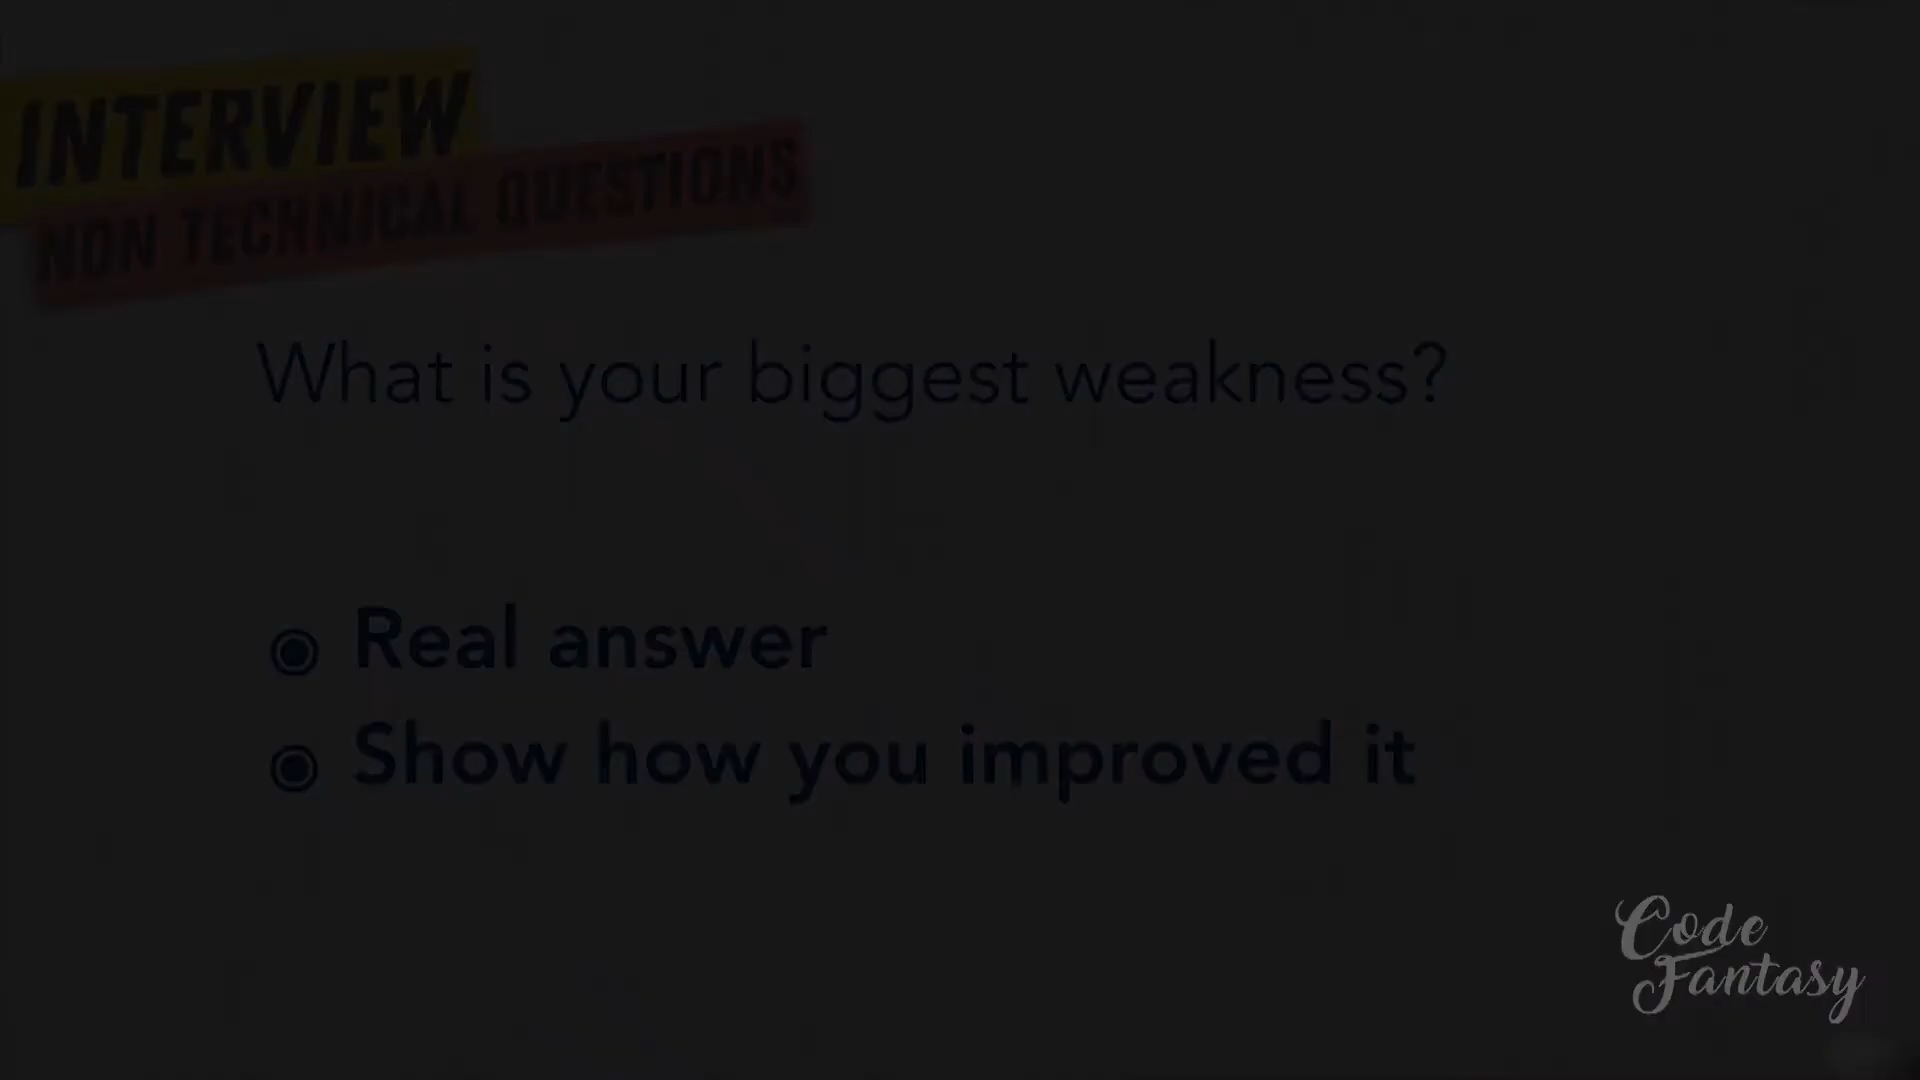 INTERVIEW
NON TECHNICAL QUESTIONS
What is your biggest weakness?
Real answer
Show how you improved it
Code
Fantasy